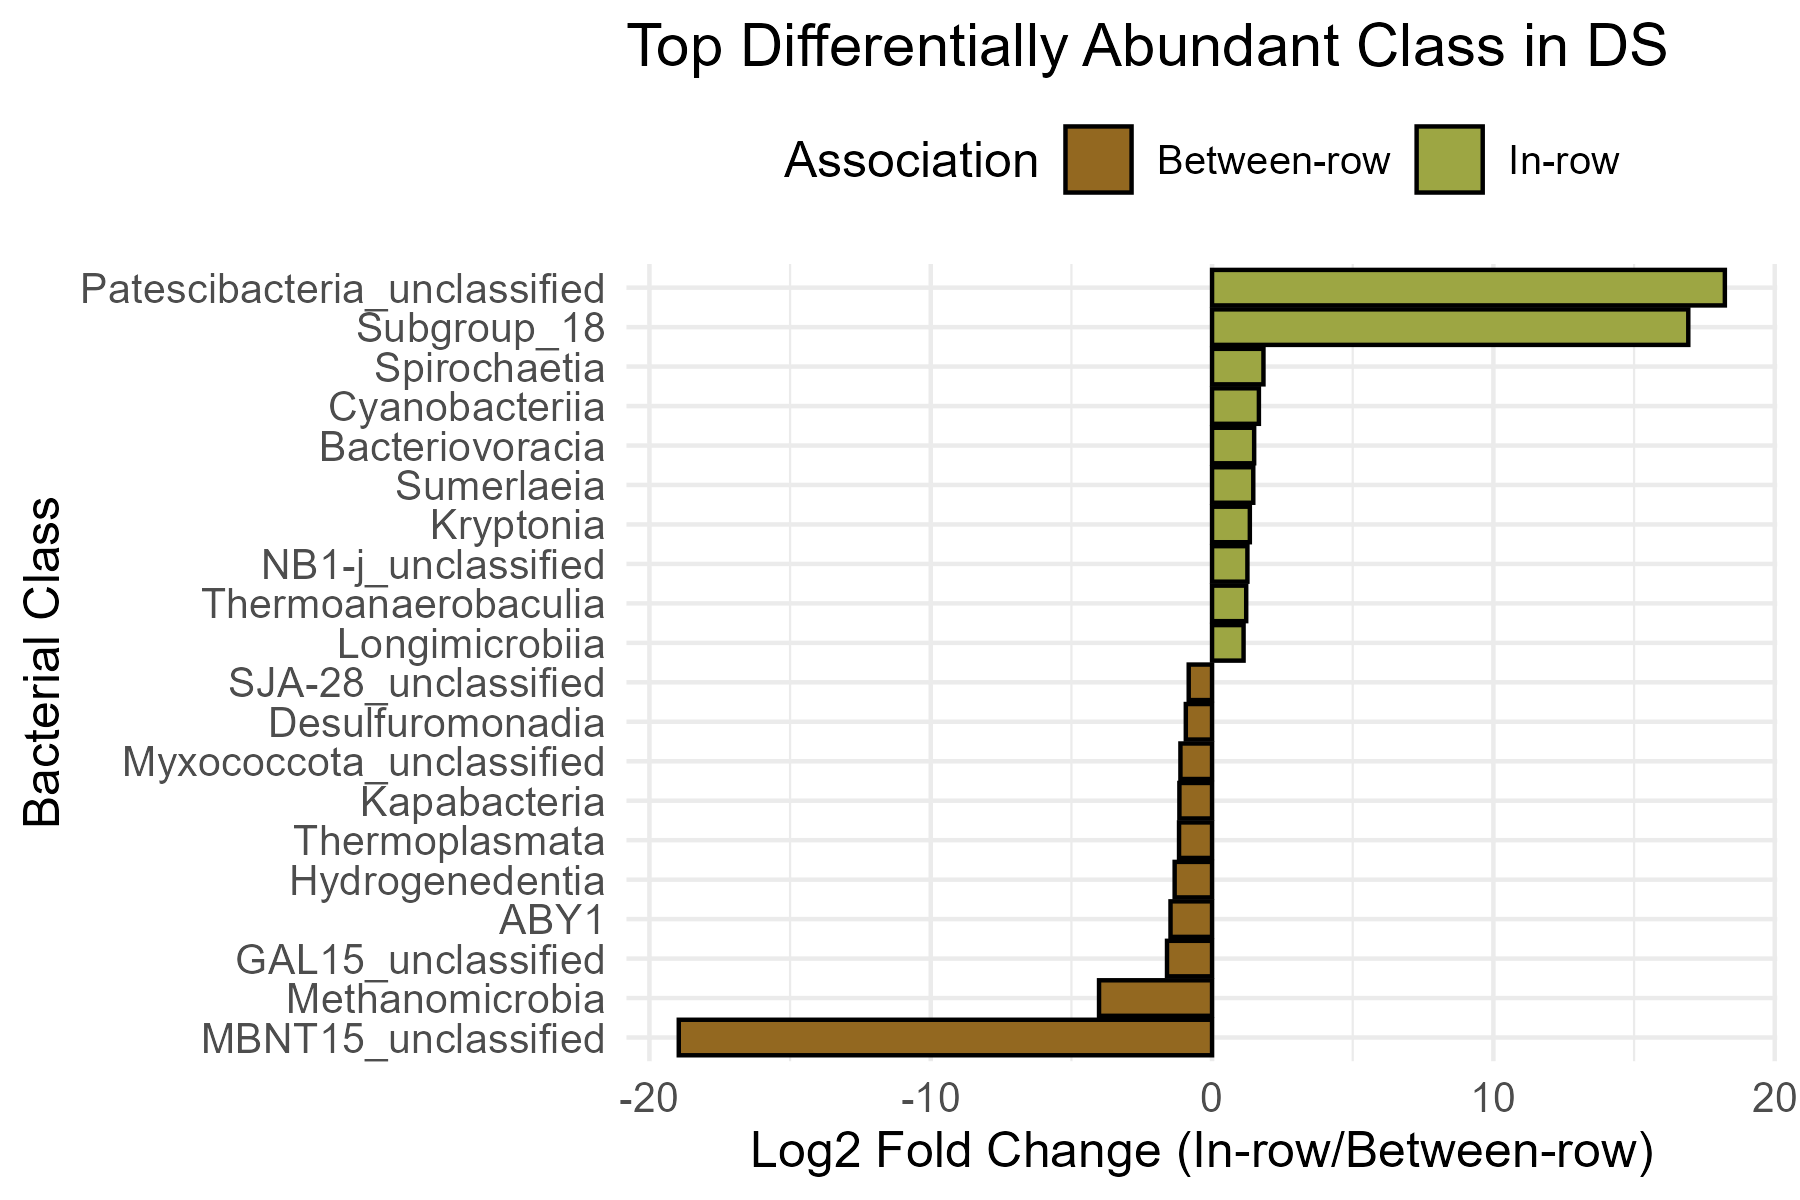 Top Differentially Abundant Class in DS
Association Between-row In-row
Patescibacteria_unclassified
Subgroup_18
Spirochaetia
Cyanobacteriia
Bacteriovoracia
Sumerlaeia
Kryptonia
NB1-j_unclassified
Thermoanaerobaculia
Longimicrobiia
SJA-28_unclassified
Desulfuromonadia
Myxococcota_unclassified
Kapabacteria
Thermoplasmata
Hydrogenedentia
ABY1
GAL15_unclassified
Methanomicrobia
MBNT15_unclassified
Bacterial Class
-20 -10 0 10 20
Log2 Fold Change (In-row/Between-row)